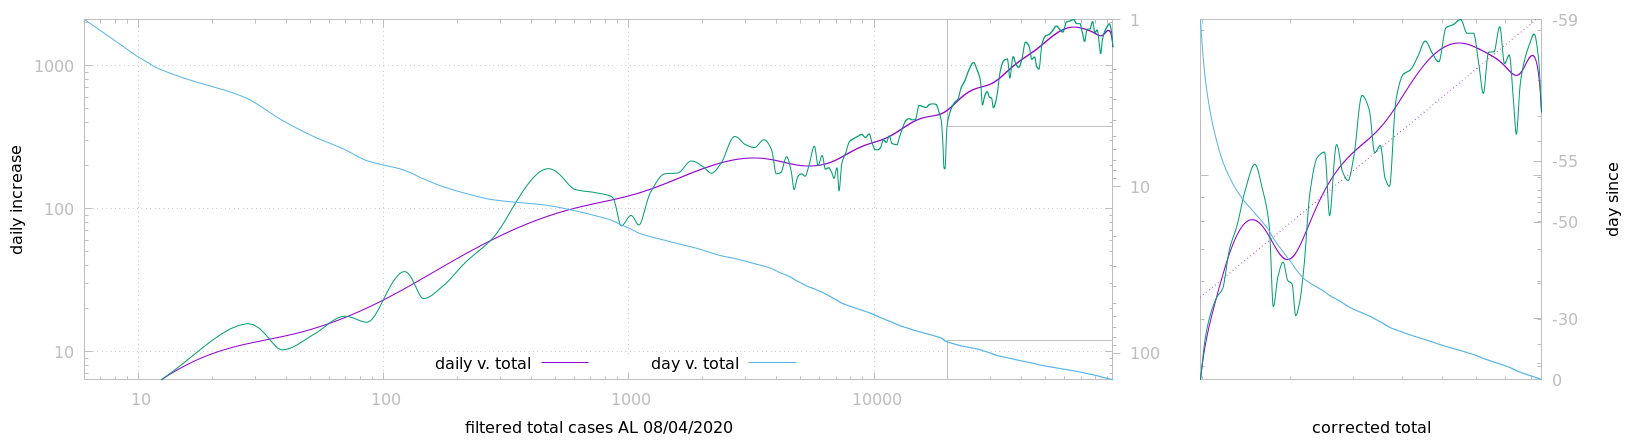 1000
100
10
daily increase
daily v. total
day v. total
10
100
1000
10000
filtered total cases AL 08/04/2020
1
10
100
-59
-55
-50
-30
0
day since
corrected total